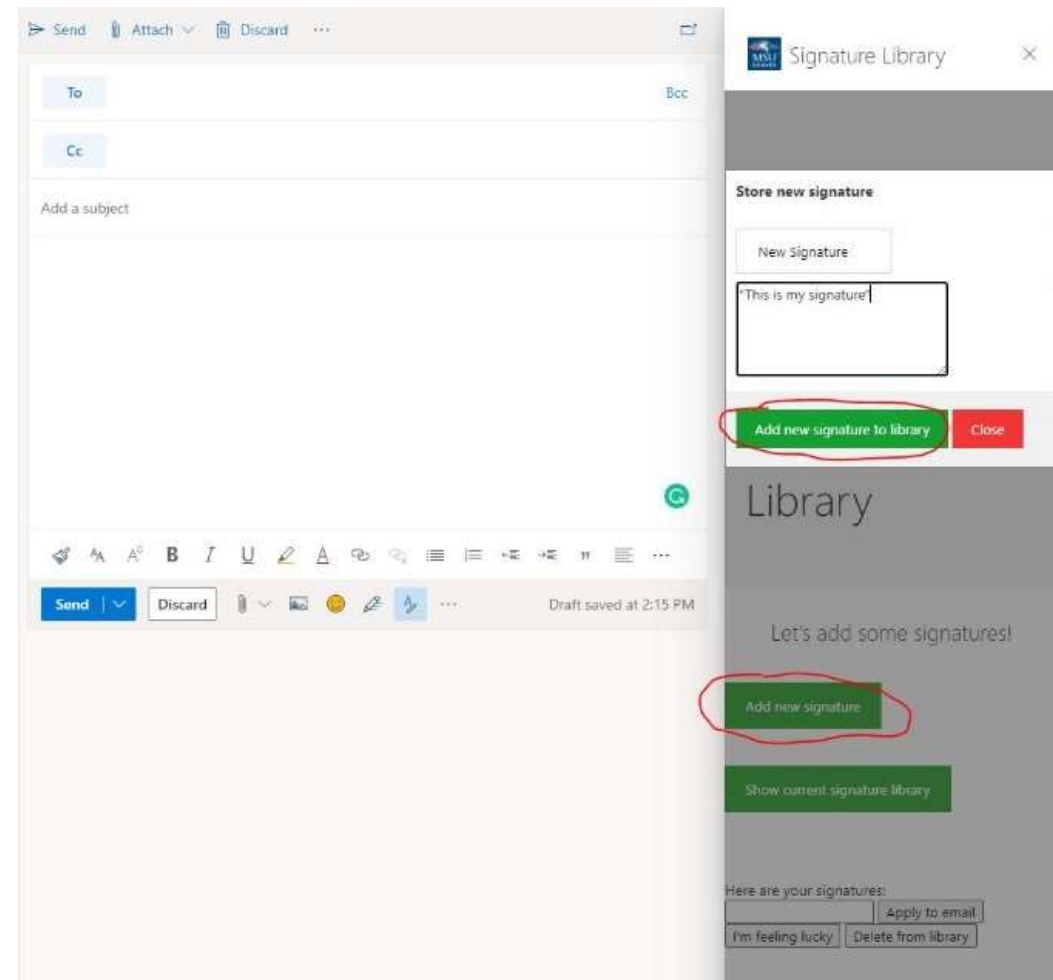 Send Attach Discard ...
To Bcc
Cc
Add a subject
B I U A ...
Send Discard ... Draft saved at 2:15 PM
MSU Signature Library
Store new signature
New Signature
"This is my signature"
Add new signature to library Close
Library
Let's add some signatures!
Add new signature
Show current signature library
Here are your signatures:
Apply to email
I'm feeling lucky Delete from library